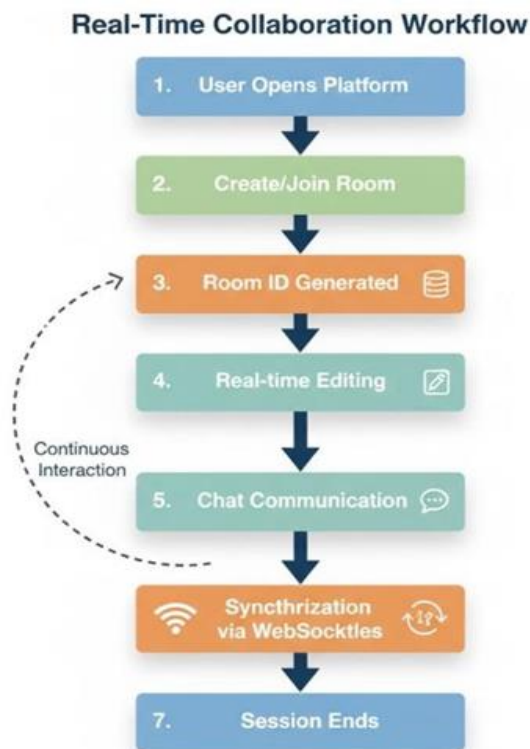 Real-Time Collaboration Workflow
1. User Opens Platform
2. Create/Join Room
3. Room ID Generated
4. Real-time Editing
Continuous
Interaction
5. Chat Communication
Syncthrization
via WebSocktles
7. Session Ends